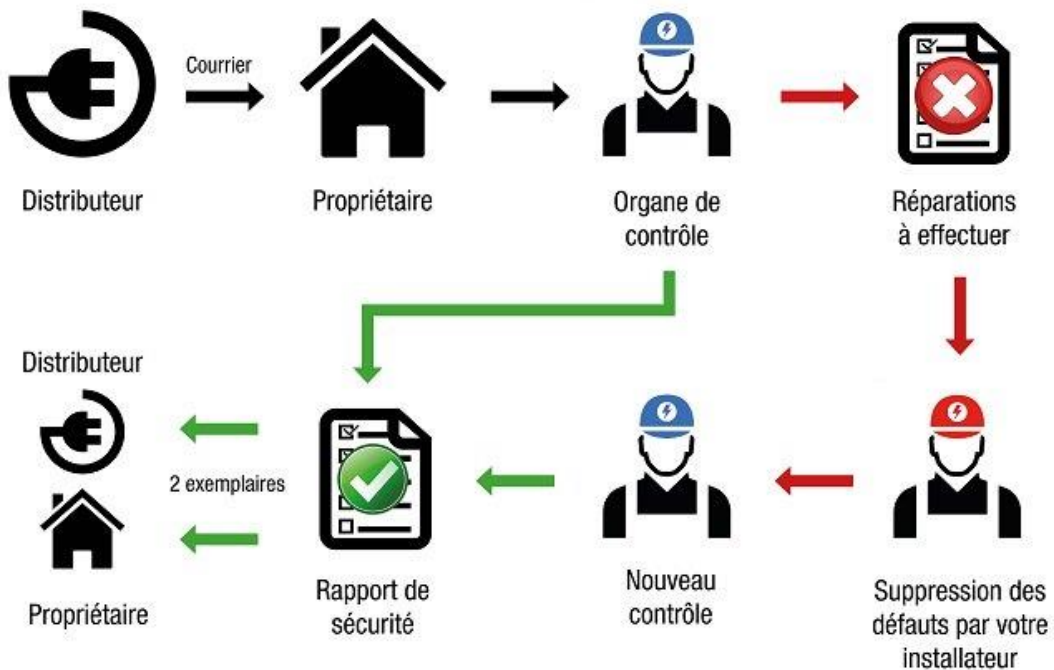 Courrier
Distributeur
Propriétaire
Organe de
contrôle
Réparations
à effectuer
Distributeur
2 exemplaires
Propriétaire
Rapport de
sécurité
Nouveau
contrôle
Suppression des
défauts par votre
installateur